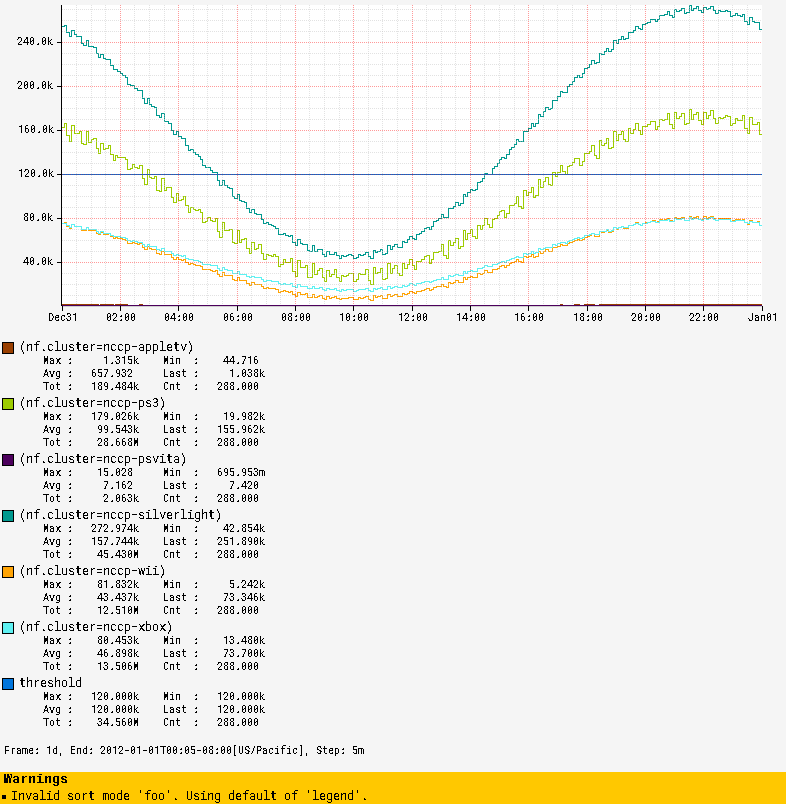 240.0k
200.0k
160.0k
120.0k
80.0k
40.0k
Dec31 02:00 04:00 06:00 08:00 10:00 12:00 14:00 16:00 18:00 20:00 22:00 Jan01
(nf.cluster=nccp-appletv)
Max : 1.315k Min : 44.716
Avg : 657.932 Last : 1.038k
Tot : 189.484k Cnt : 288.000
(nf.cluster=nccp-ps3)
Max : 179.026k Min : 19.982k
Avg : 99.543k Last : 155.962k
Tot : 28.668M Cnt : 288.000
(nf.cluster=nccp-psvita)
Max : 15.028 Min : 695.953m
Avg : 7.162 Last : 7.420
Tot : 2.063k Cnt : 288.000
(nf.cluster=nccp-silverlight)
Max : 272.974k Min : 42.854k
Avg : 157.744k Last : 251.890k
Tot : 45.430M Cnt : 288.000
(nf.cluster=nccp-wii)
Max : 81.832k Min : 5.242k
Avg : 43.437k Last : 73.346k
Tot : 12.510M Cnt : 288.000
(nf.cluster=nccp-xbox)
Max : 80.453k Min : 13.480k
Avg : 46.898k Last : 73.700k
Tot : 13.506M Cnt : 288.000
threshold
Max : 120.000k Min : 120.000k
Avg : 120.000k Last : 120.000k
Tot : 34.560M Cnt : 288.000
Frame: 1d, End: 2012-01-01T00:05-08:00[US/Pacific], Step: 5m
Warnings
Invalid sort mode 'foo'. Using default of 'legend'.